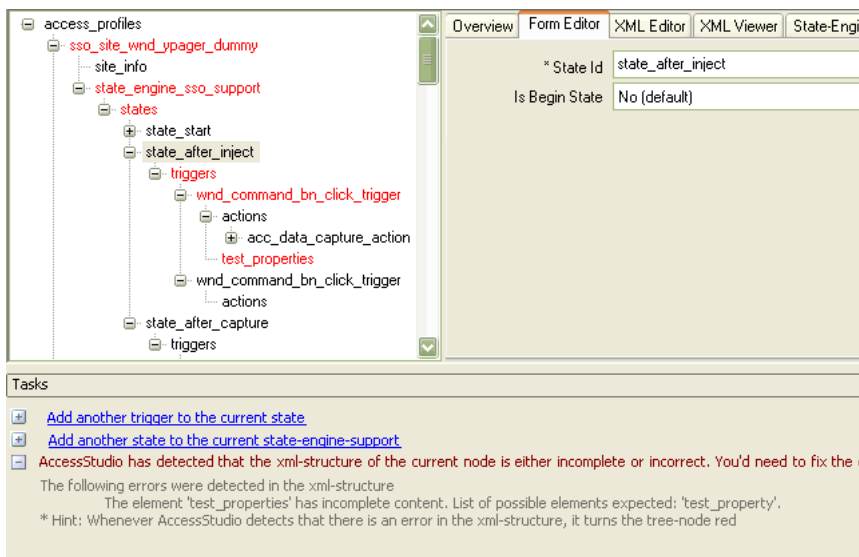 access_profiles
sso_site_wnd_ypager_dummy
site_info
state_engine_sso_support
states
state_start
state_after_inject
triggers
wnd_command_bn_click_trigger
actions
acc_data_capture_action
test_properties
wnd_command_bn_click_trigger
actions
state_after_capture
triggers
Overview Form Editor XML Editor XML Viewer State-Engi
* State Id state_after_inject
Is Begin State No (default)
Tasks
Add another trigger to the current state
Add another state to the current state-engine-support
AccessStudio has detected that the xml-structure of the current node is either incomplete or incorrect. You'd need to fix the
The following errors were detected in the xml-structure
The element 'test_properties' has incomplete content. List of possible elements expected: 'test_property'.
* Hint: Whenever AccessStudio detects that there is an error in the xml-structure, it turns the tree-node red